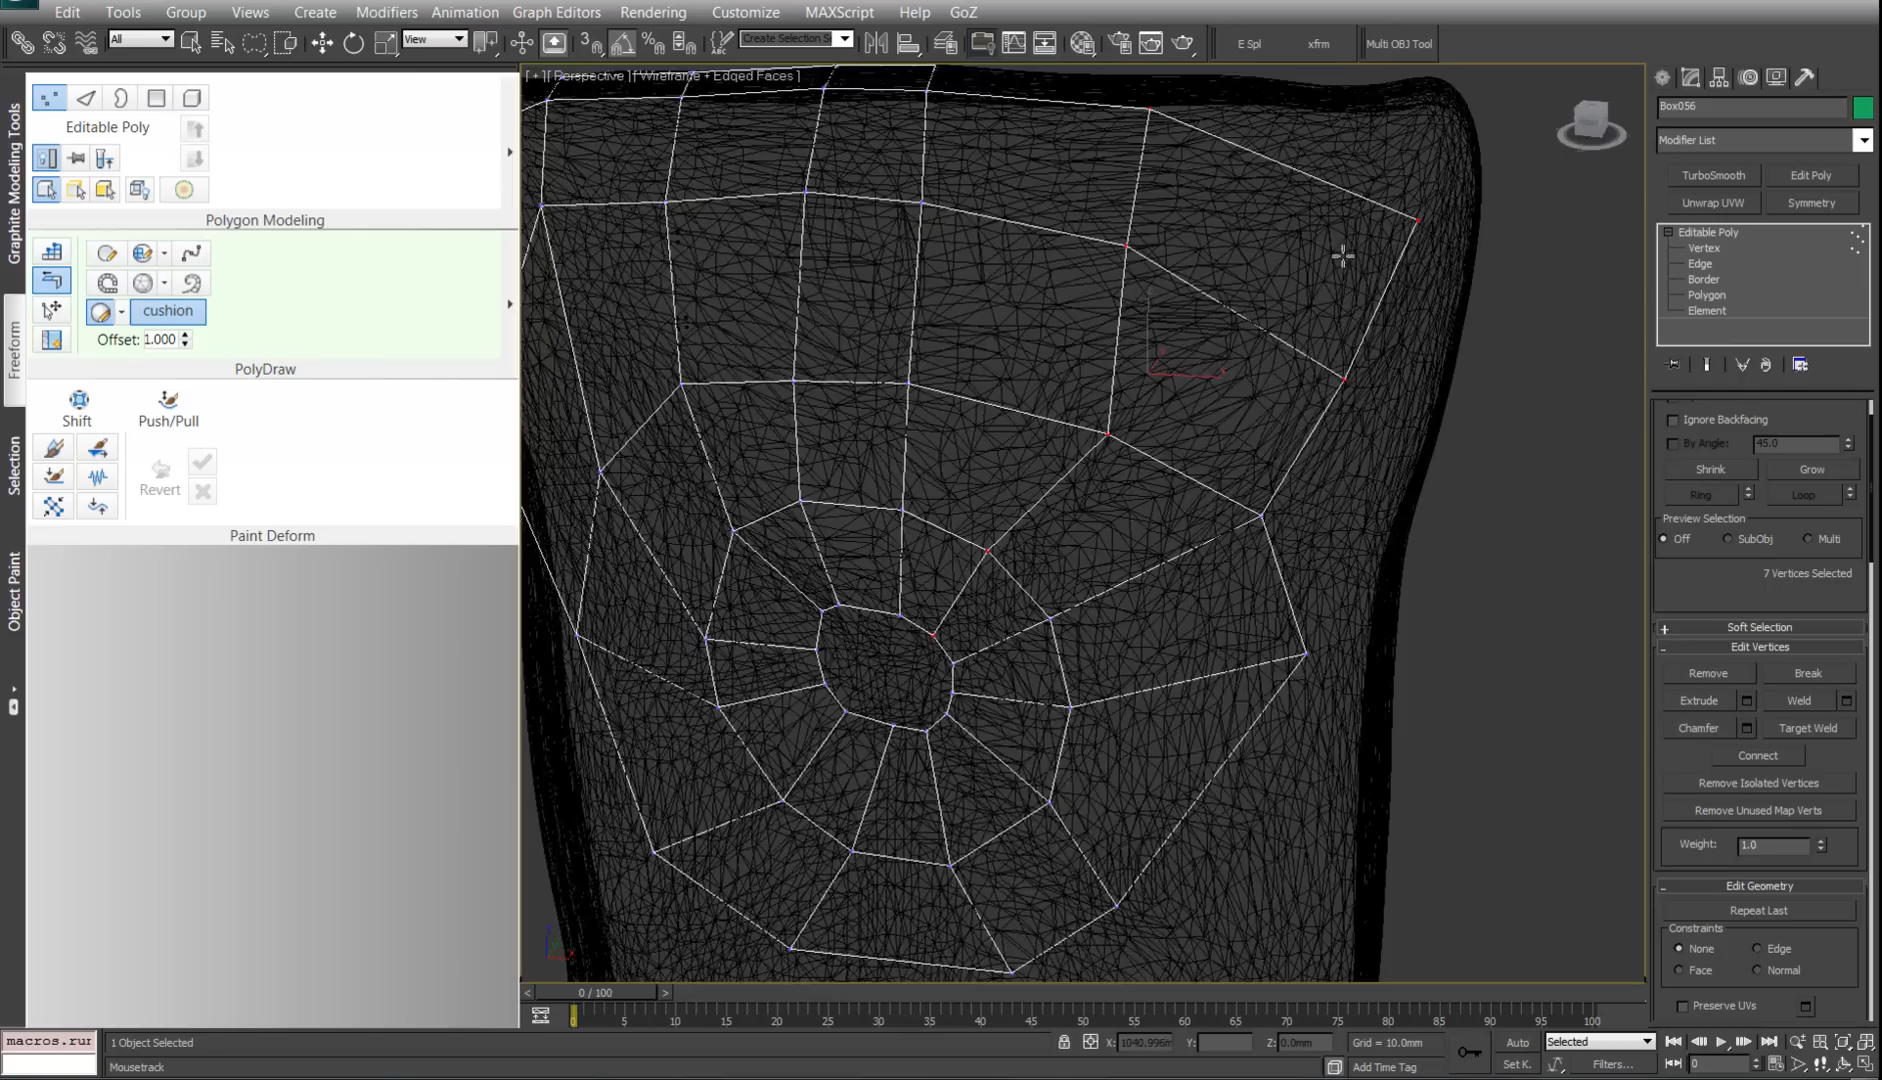 Edit Tools Group Views Create Modifiers Animation Graph Editors Rendering Customize MAXScript Help GoZ
All View 3 Create Selection S E Spl xfrm Multi OBJ Tool
[ + ] [ Perspective ] [ Wireframe + Edged Faces ]
Graphite Modeling Tools
Freeform
Selection
Object Paint
Editable Poly
Polygon Modeling
cushion
Offset: 1.000
PolyDraw
Shift Push/Pull
Revert
Paint Deform
Box056
Modifier List
TurboSmooth Edit Poly
Unwrap UVW Symmetry
Editable Poly
Vertex
Edge
Border
Polygon
Element
Ignore Backfacing
By Angle: 45.0
Shrink Grow
Ring Loop
Preview Selection
Off SubObj Multi
7 Vertices Selected
+ Soft Selection
- Edit Vertices
Remove Break
Extrude Weld
Chamfer Target Weld
Connect
Remove Isolated Vertices
Remove Unused Map Verts
Weight: 1.0
- Edit Geometry
Repeat Last
Constraints
None Edge
Face Normal
Preserve UVs
< 0 / 100 >
0 5 10 15 20 25 30 35 40 45 50 55 60 65 70 75 80 85 90 95 100
macros.rur 1 Object Selected X: 1040.996m Y: Z: 0.0mm Grid = 10.0mm Auto Selected
Mousetrack Add Time Tag Set K. Filters... 0